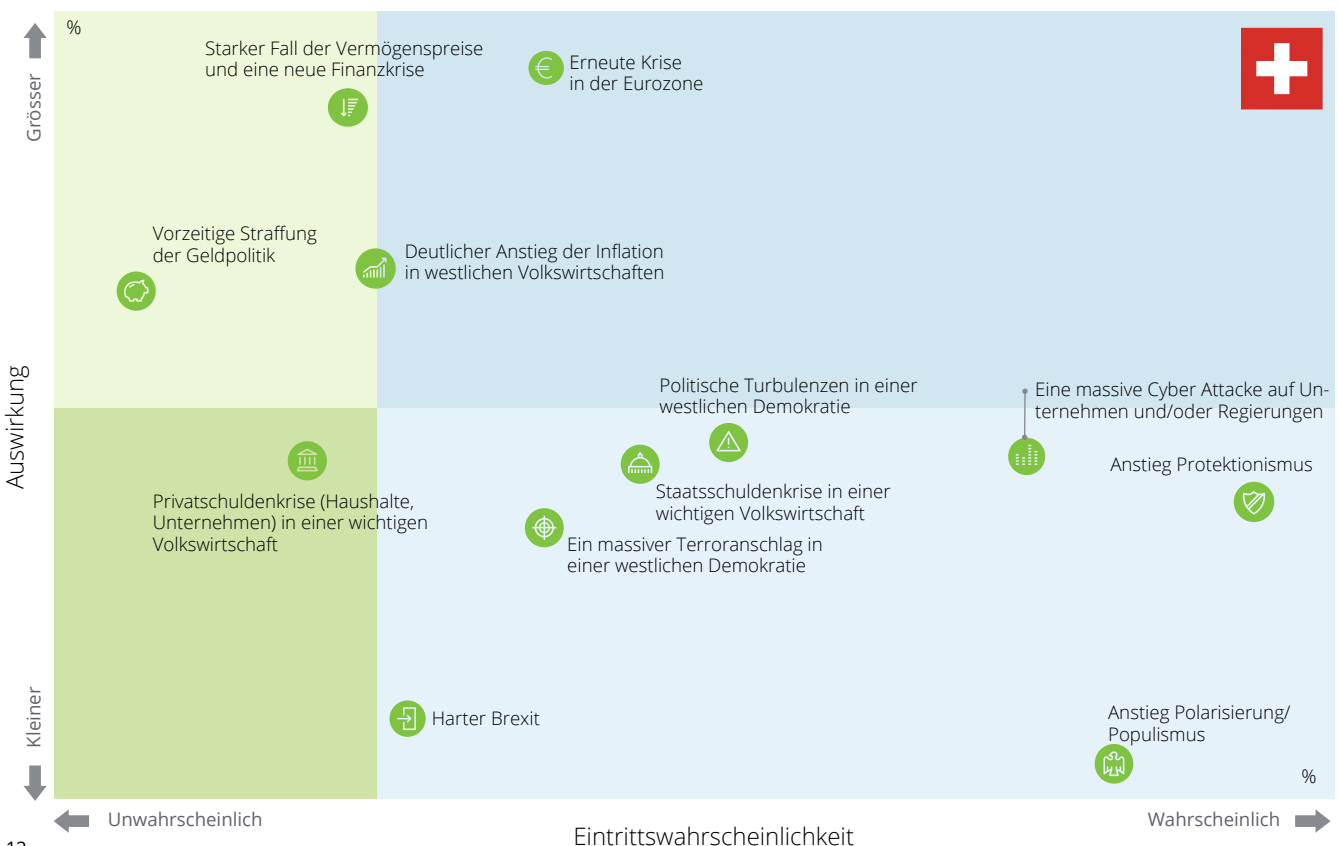 %
Grösser
Starker Fall der Vermögenspreise
und eine neue Finanzkrise
Erneute Krise
in der Eurozone
Vorzeitige Straffung
der Geldpolitik
Deutlicher Anstieg der Inflation
in westlichen Volkswirtschaften
Auswirkung
Politische Turbulenzen in einer
westlichen Demokratie
Eine massive Cyber Attacke auf Un-
ternehmen und/oder Regierungen
Anstieg Protektionismus
Privatschuldenkrise (Haushalte,
Unternehmen) in einer wichtigen
Volkswirtschaft
Staatsschuldenkrise in einer
wichtigen Volkswirtschaft
Ein massiver Terroranschlag in
einer westlichen Demokratie
Kleiner
Harter Brexit
Anstieg Polarisierung/
Populismus
%
Unwahrscheinlich
Eintrittswahrscheinlichkeit
Wahrscheinlich